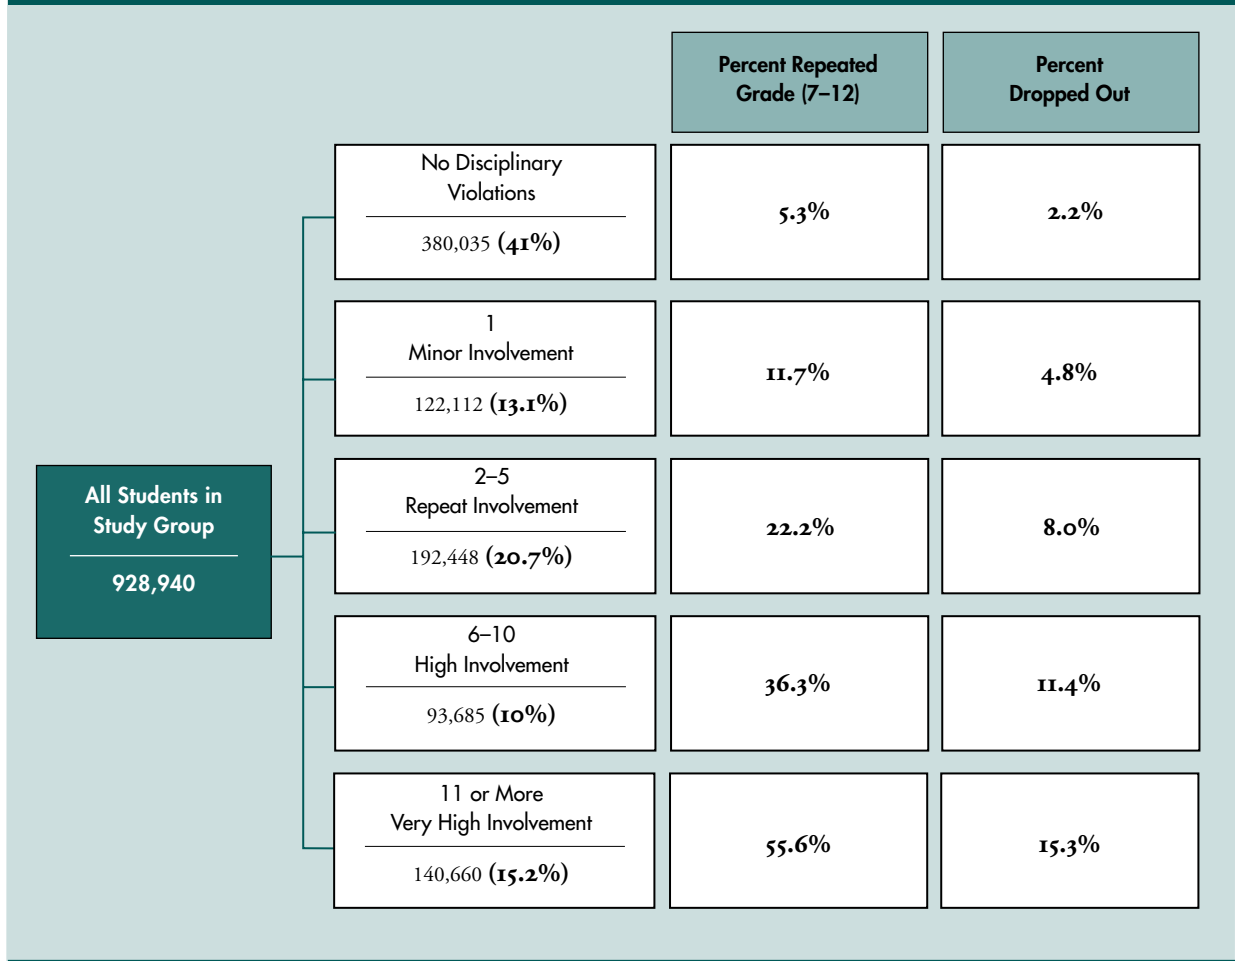 Percent Repeated
Grade (7–12)
Percent
Dropped Out
No Disciplinary
Violations
380,035 (41%)
5.3%
2.2%
1
Minor Involvement
122,112 (13.1%)
11.7%
4.8%
All Students in
Study Group
928,940
2–5
Repeat Involvement
192,448 (20.7%)
22.2%
8.0%
6–10
High Involvement
93,685 (10%)
36.3%
11.4%
11 or More
Very High Involvement
140,660 (15.2%)
55.6%
15.3%